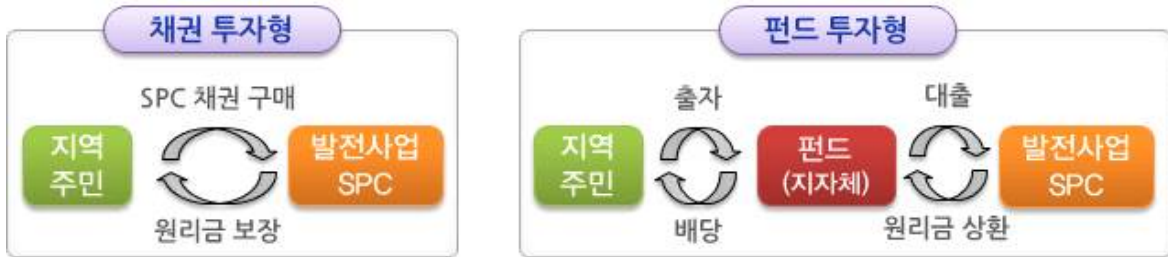 채권 투자형
SPC 채권 구매
지역
주민
발전사업
SPC
원리금 보장
펀드 투자형
출자
대출
지역
주민
펀드
(지자체)
발전사업
SPC
배당
원리금 상환